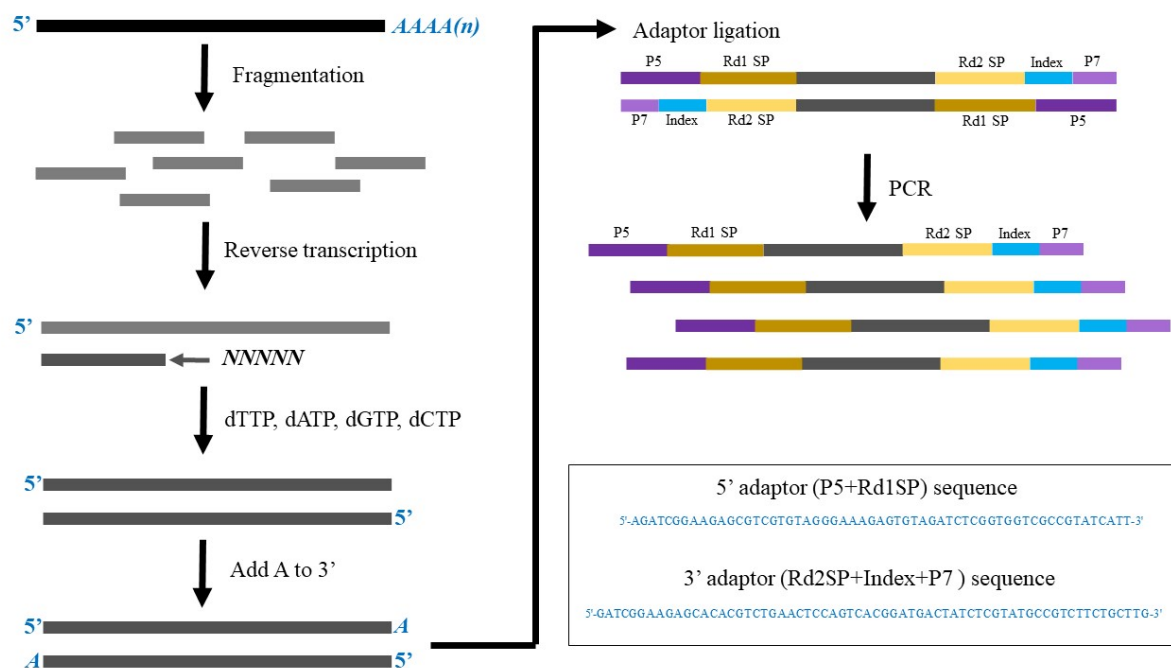 5’ AAAA(n)
Fragmentation
Reverse transcription
5’
NNNNN
dTTP, dATP, dGTP, dCTP
5’
5’
Add A to 3’
5’ A
A 5’
Adaptor ligation
P5 Rd1 SP Rd2 SP Index P7
P7 Index Rd2 SP Rd1 SP P5
PCR
P5 Rd1 SP Rd2 SP Index P7
5’ adaptor (P5+Rd1SP) sequence
5'-AGATCGGAAGAGCGTCGTGTAGGGAAAGAGTGTAGATCTCGGTGGTCGCCGTATCATT-3'
3’ adaptor (Rd2SP+Index+P7 ) sequence
5'-GATCGGAAGAGCACACGTCTGAACTCCAGTCACGGATGACTATCTCGTATGCCGTCTTCTGCTTG-3'